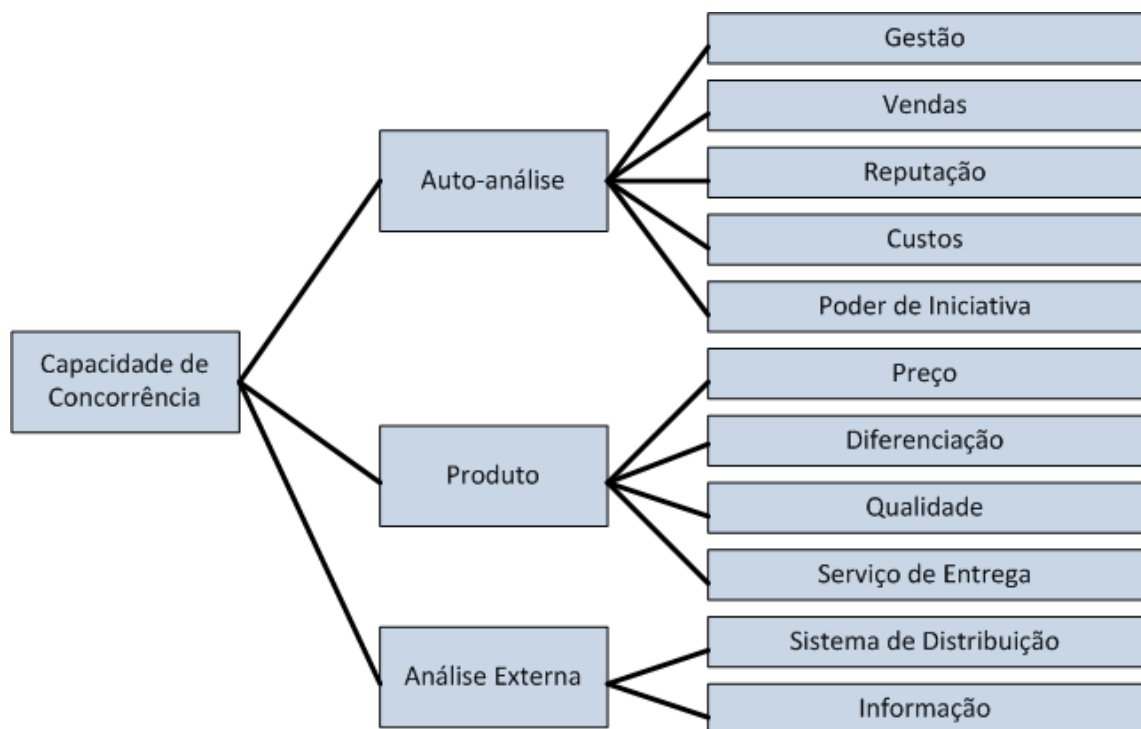 Capacidade de
Concorrência
Auto-análise
Gestão
Vendas
Reputação
Custos
Poder de Iniciativa
Produto
Preço
Diferenciação
Qualidade
Serviço de Entrega
Análise Externa
Sistema de Distribuição
Informação